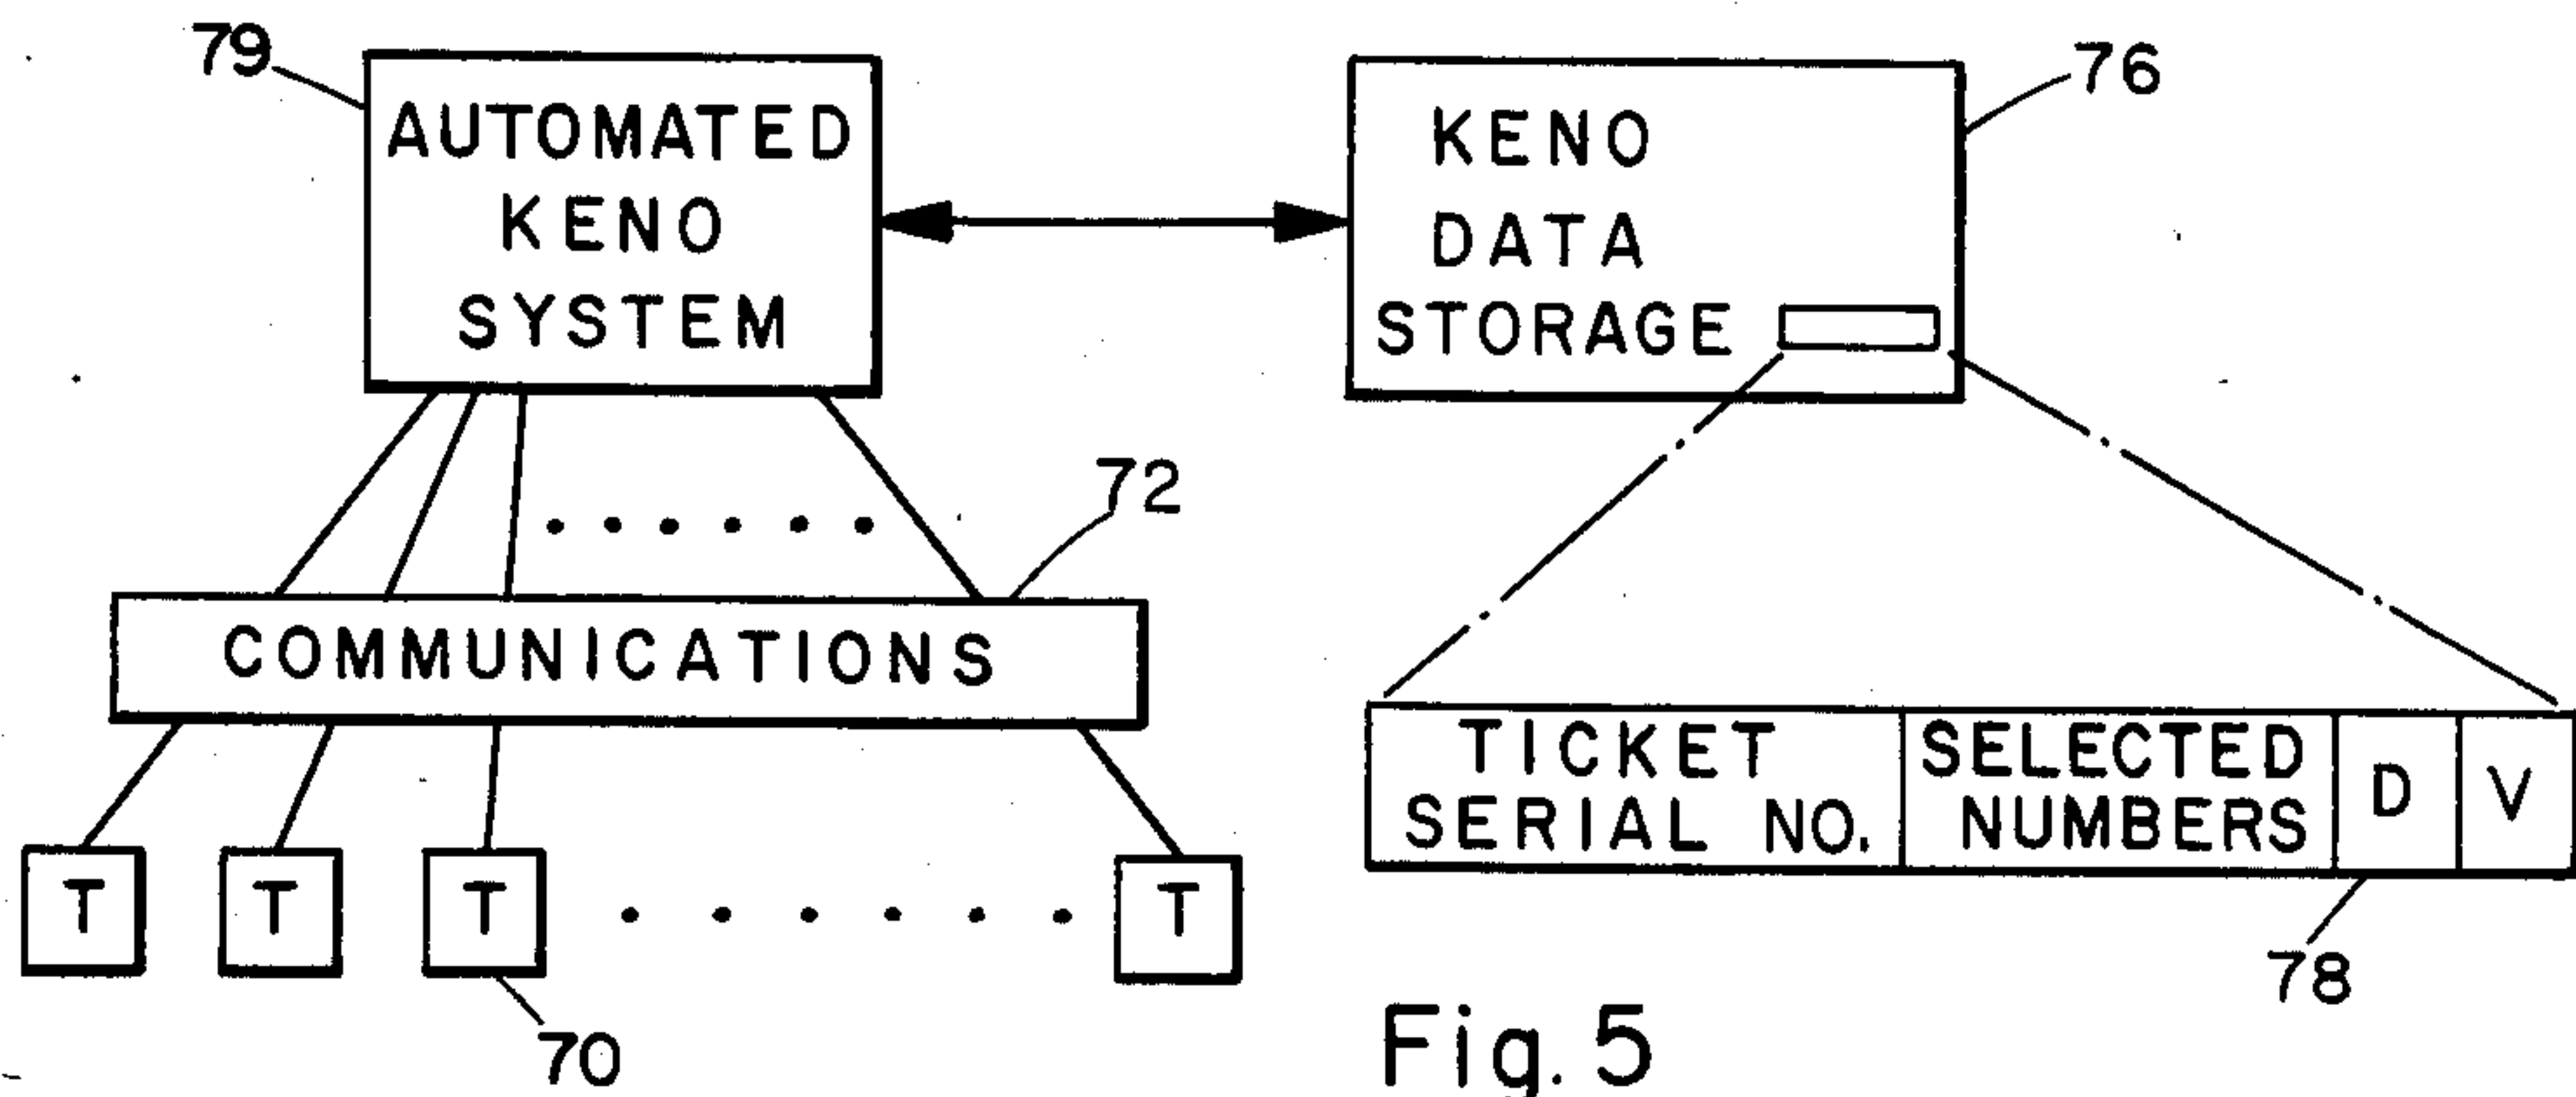 79
AUTOMATED
KENO
SYSTEM
KENO
DATA
STORAGE
76
72
COMMUNICATIONS
TICKET
SERIAL NO.
SELECTED
NUMBERS
D
V
T
T
T
T
70
78
Fig. 5